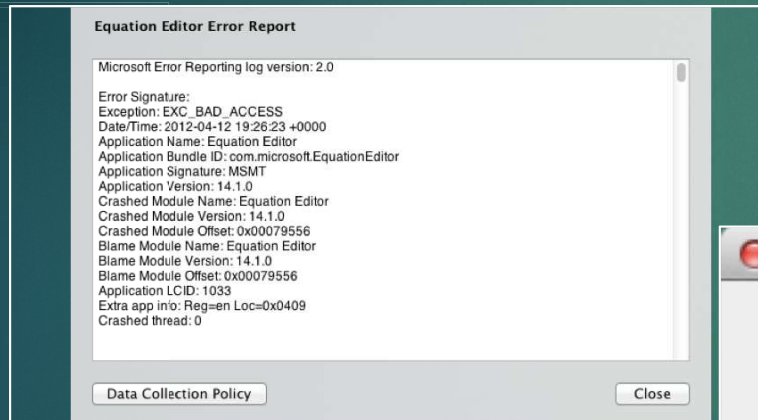 Equation Editor Error Report
Microsoft Error Reporting log version: 2.0
Error Signature:
Exception: EXC_BAD_ACCESS
Date/Time: 2012-04-12 19:26:23 +0000
Application Name: Equation Editor
Application Bundle ID: com.microsoft.EquationEditor
Application Signature: MSMT
Application Version: 14.1.0
Crashed Module Name: Equation Editor
Crashed Module Version: 14.1.0
Crashed Module Offset: 0x00079556
Blame Module Name: Equation Editor
Blame Module Version: 14.1.0
Blame Module Offset: 0x00079556
Application LCID: 1033
Extra app info: Reg=en Loc=0x0409
Crashed thread: 0
Data Collection Policy
Close